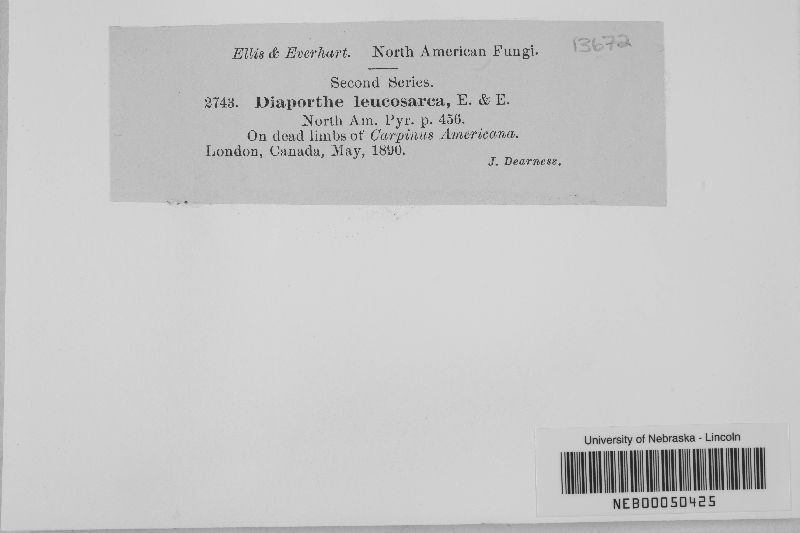 Ellis & Everhart. North American Fungi.
13672
Second Series.
2743. Diaporthe leucosarca, E. & E.
North Am. Pyr. p. 456.
On dead limbs of Carpinus Americana.
London, Canada, May, 1890.
J. Dearness.
University of Nebraska - Lincoln
NEB00050425